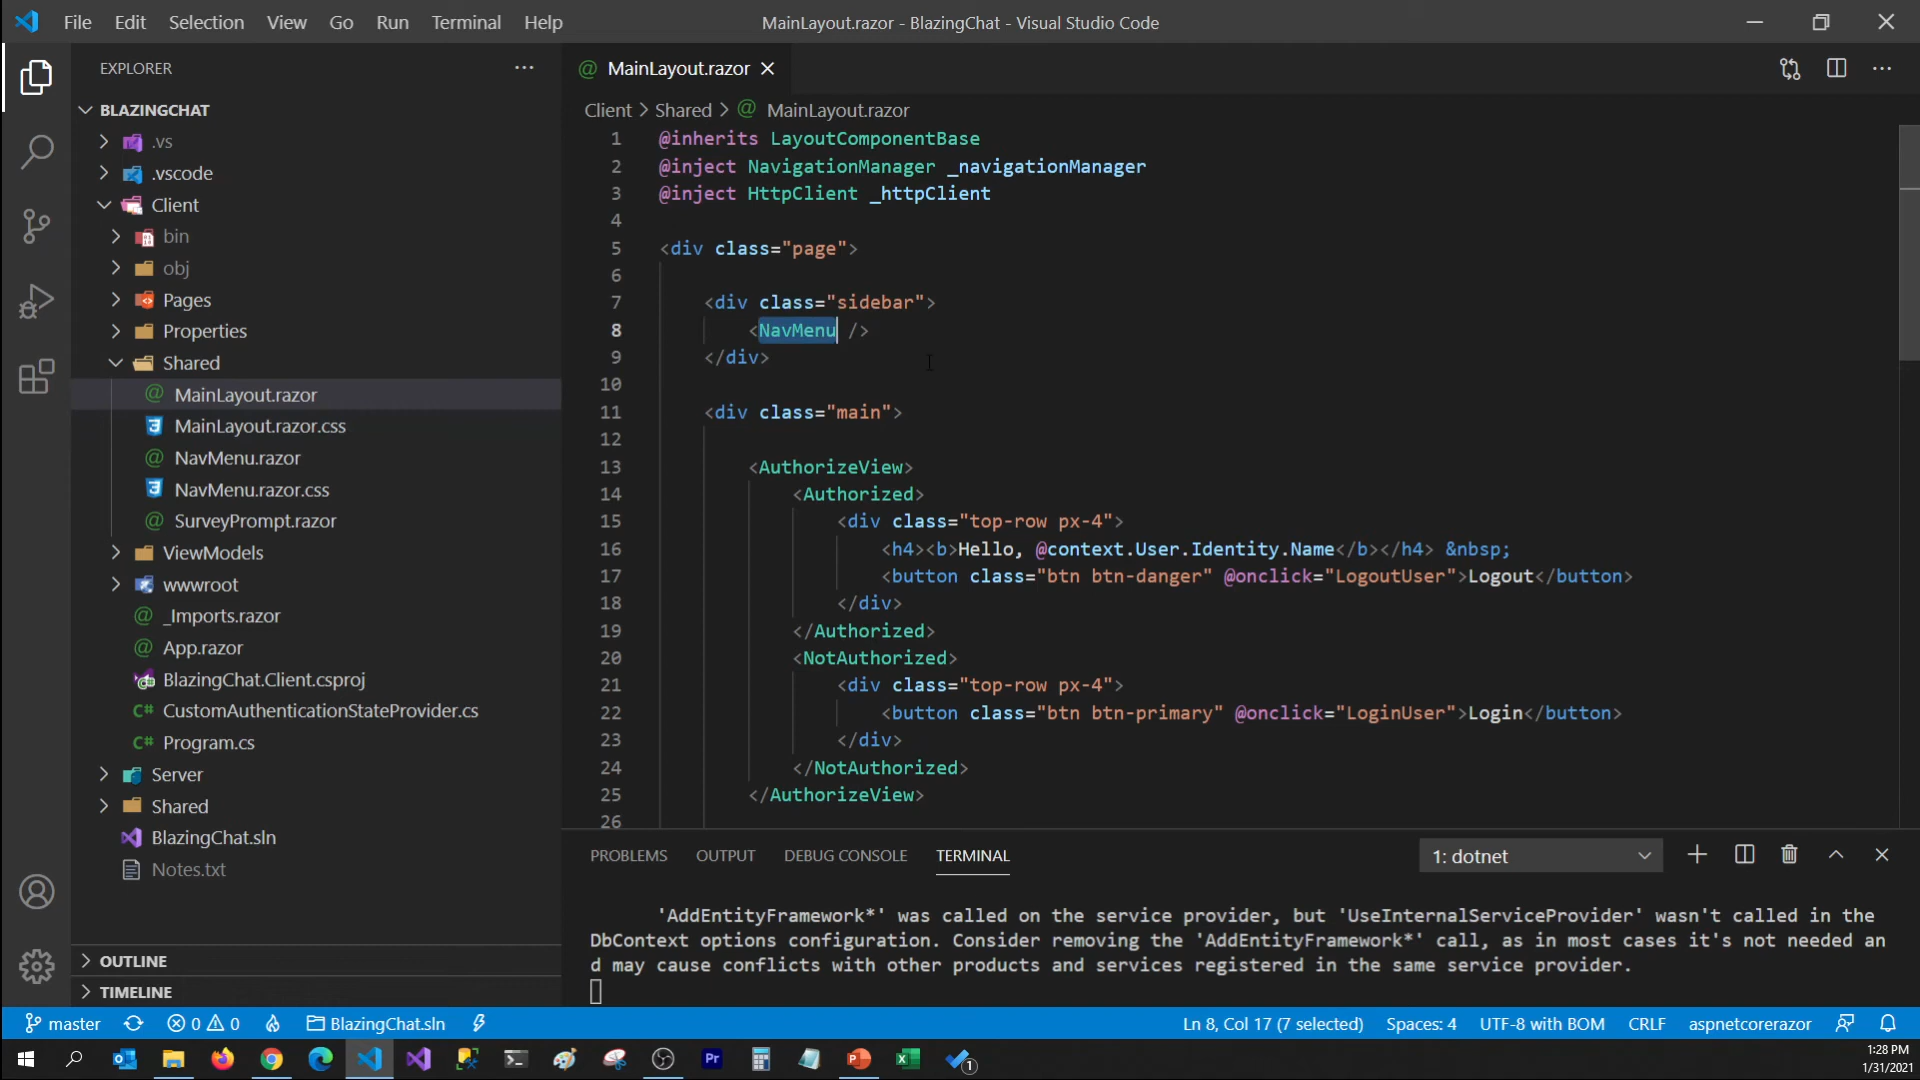 File Edit Selection View Go Run Terminal Help
MainLayout.razor - BlazingChat - Visual Studio Code
EXPLORER
BLAZINGCHAT
.vs
.vscode
Client
bin
obj
Pages
Properties
Shared
MainLayout.razor
MainLayout.razor.css
NavMenu.razor
NavMenu.razor.css
SurveyPrompt.razor
ViewModels
wwwroot
_Imports.razor
App.razor
BlazingChat.Client.csproj
CustomAuthenticationStateProvider.cs
Program.cs
Server
Shared
BlazingChat.sln
Notes.txt
OUTLINE
TIMELINE
MainLayout.razor
Client > Shared > MainLayout.razor
1 @inherits LayoutComponentBase
2 @inject NavigationManager _navigationManager
3 @inject HttpClient _httpClient
4
5 <div class="page">
6
7 <div class="sidebar">
8 <NavMenu />
9 </div>
10
11 <div class="main">
12
13 <AuthorizeView>
14 <Authorized>
15 <div class="top-row px-4">
16 <h4><b>Hello, @context.User.Identity.Name</b></h4> &nbsp;
17 <button class="btn btn-danger" @onclick="LogoutUser">Logout</button>
18 </div>
19 </Authorized>
20 <NotAuthorized>
21 <div class="top-row px-4">
22 <button class="btn btn-primary" @onclick="LoginUser">Login</button>
23 </div>
24 </NotAuthorized>
25 </AuthorizeView>
26
PROBLEMS OUTPUT DEBUG CONSOLE TERMINAL
1: dotnet
'AddEntityFramework*' was called on the service provider, but 'UseInternalServiceProvider' wasn't called in the
DbContext options configuration. Consider removing the 'AddEntityFramework*' call, as in most cases it's not needed an
d may cause conflicts with other products and services registered in the same service provider.
master 0 0 BlazingChat.sln
Ln 8, Col 17 (7 selected) Spaces: 4 UTF-8 with BOM CRLF aspnetcorerazor
Pr
1
1:28 PM
1/31/2021